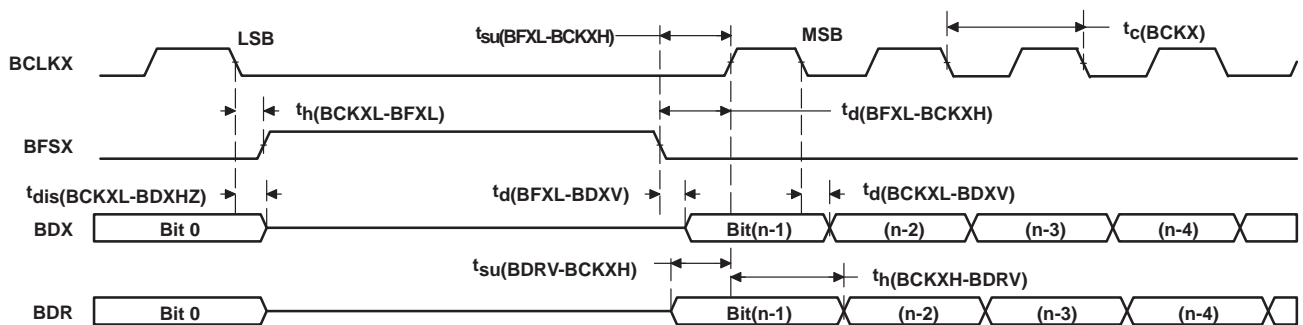 LSB
tsu(BFXL-BCKXH)
MSB
tc(BCKX)
BCLKX
th(BCKXL-BFXL)
td(BFXL-BCKXH)
BFSX
tdis(BCKXL-BDXHZ)
td(BFXL-BDXV)
td(BCKXL-BDXV)
BDX
Bit 0
Bit(n-1)
(n-2)
(n-3)
(n-4)
tsu(BDRV-BCKXH)
th(BCKXH-BDRV)
BDR
Bit 0
Bit(n-1)
(n-2)
(n-3)
(n-4)